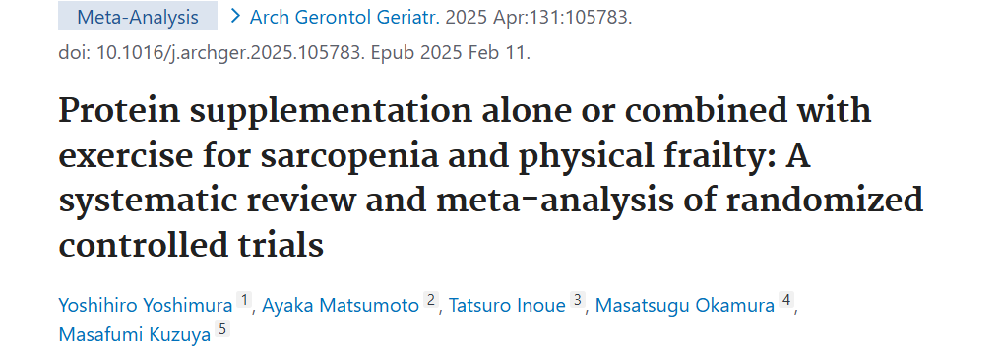 Meta-Analysis > Arch Gerontol Geriatr. 2025 Apr:131:105783.
doi: 10.1016/j.archger.2025.105783. Epub 2025 Feb 11.
Protein supplementation alone or combined with
exercise for sarcopenia and physical frailty: A
systematic review and meta-analysis of randomized
controlled trials
Yoshihiro Yoshimura 1, Ayaka Matsumoto 2, Tatsuro Inoue 3, Masatsugu Okamura 4,
Masafumi Kuzuya 5